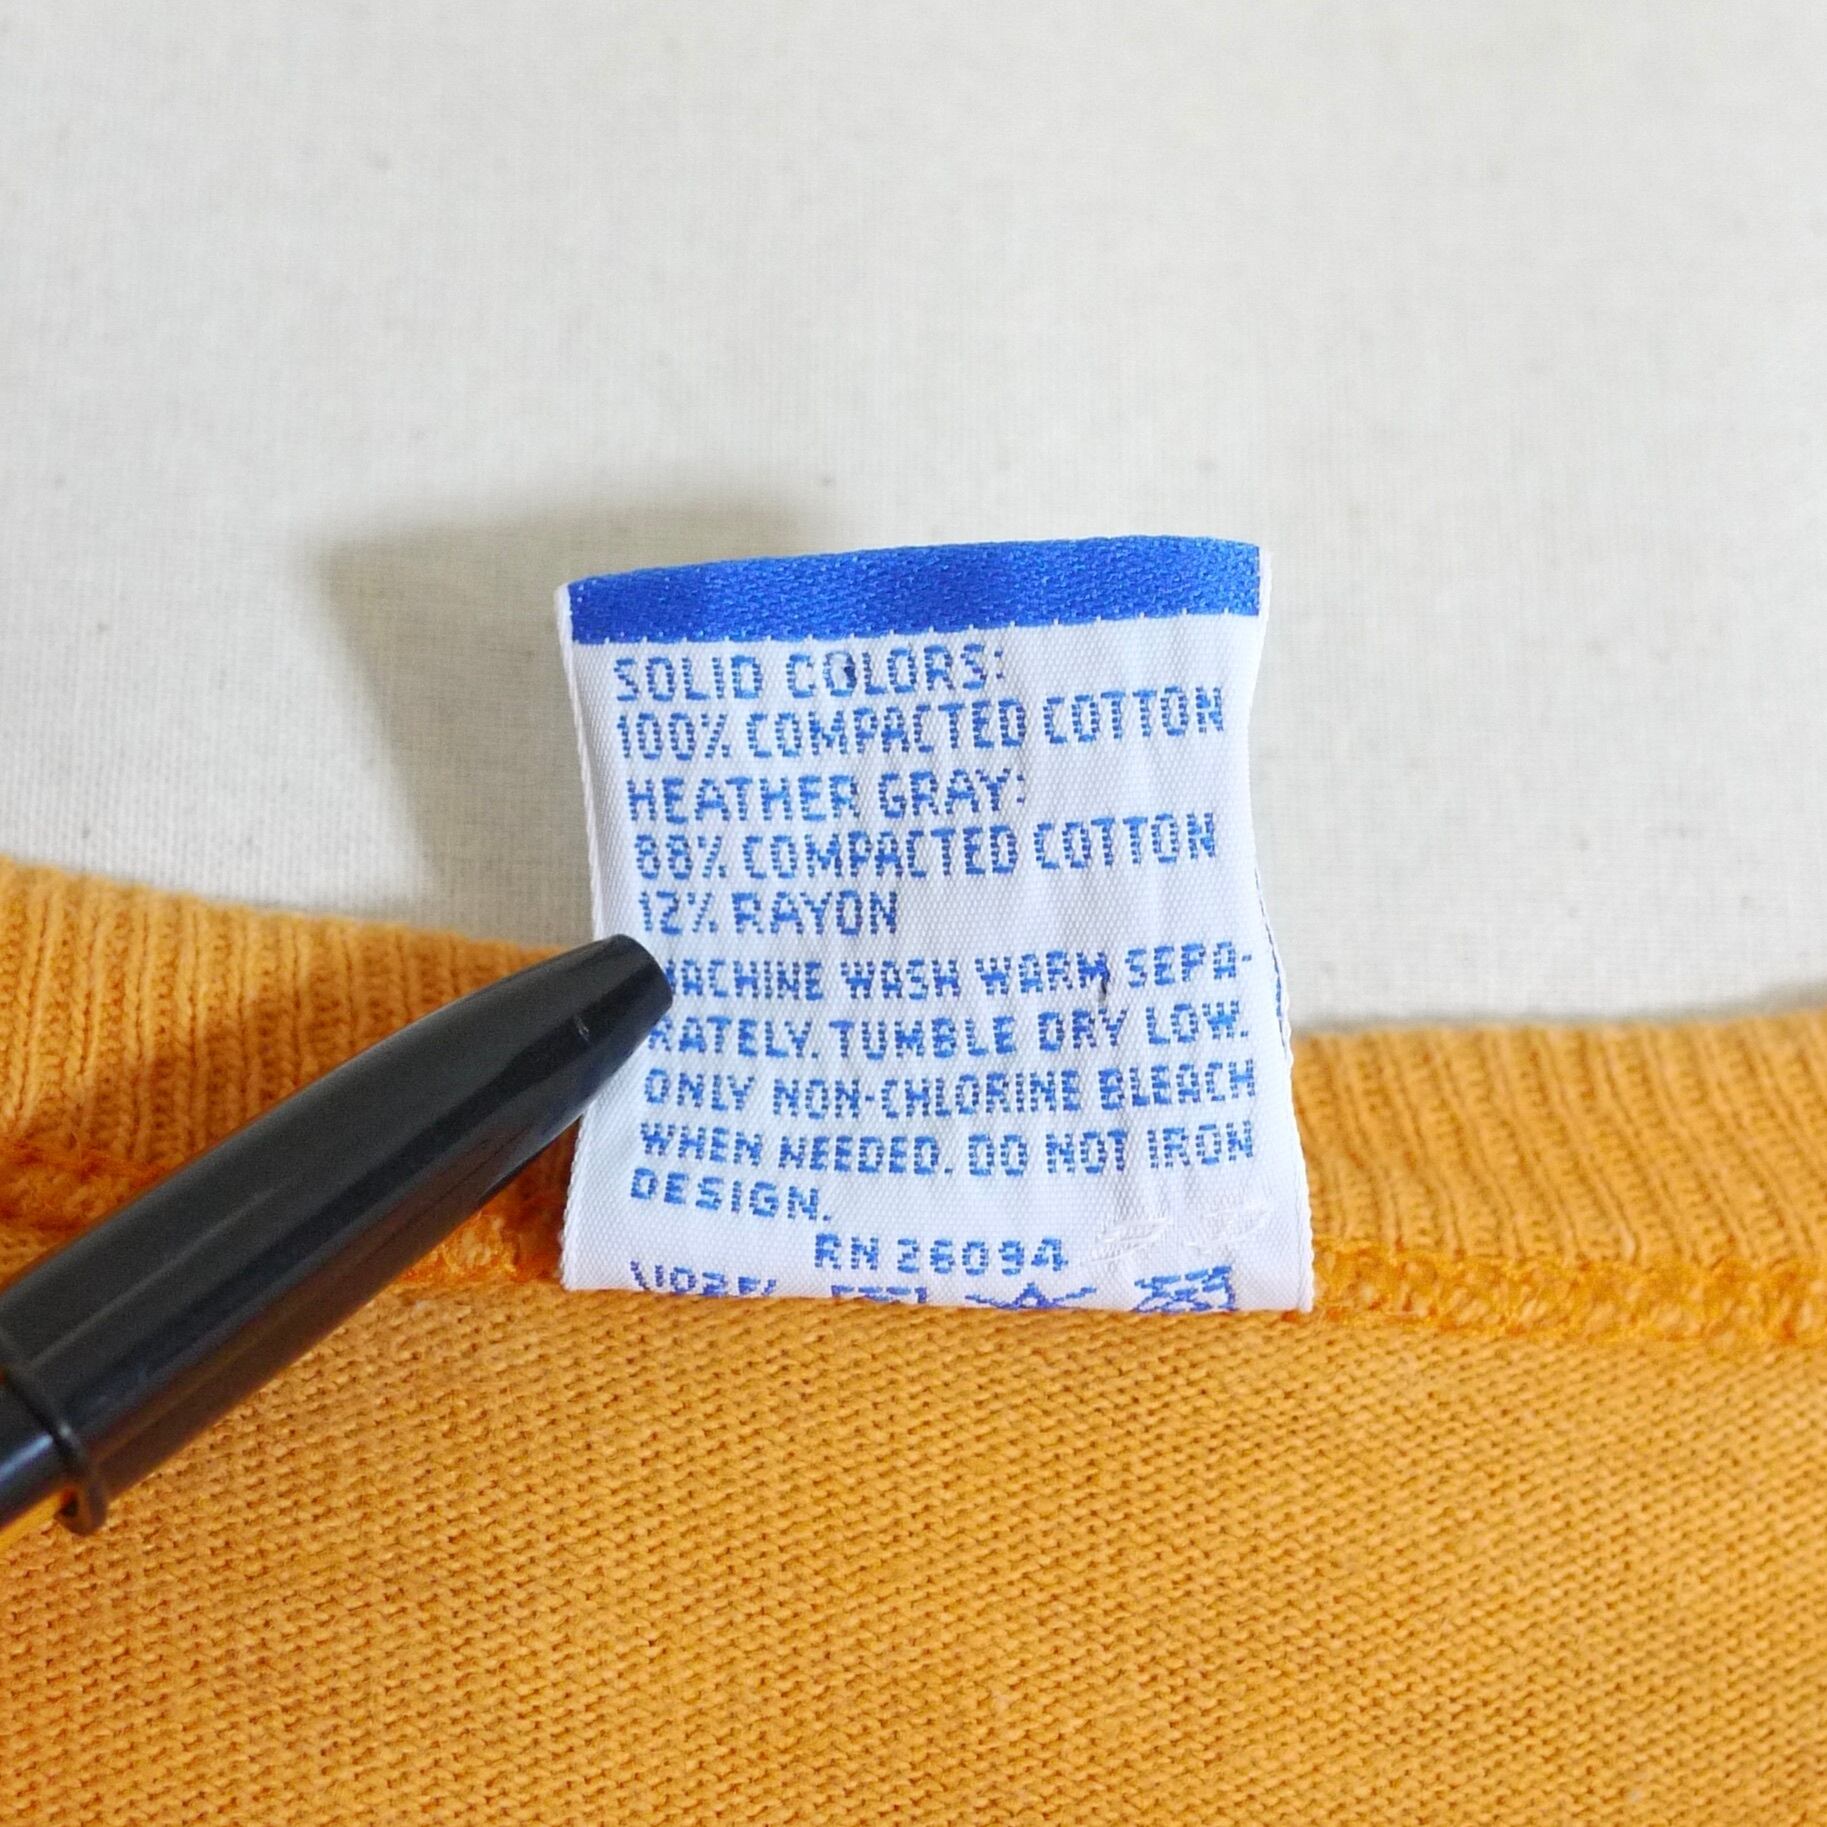 SOLID COLORS:
100% COMPACTED COTTON
HEATHER GRAY:
88% COMPACTED COTTON
12% RAYON
MACHINE WASH WARM SEPA-
RATELY. TUMBLE DRY LOW.
ONLY NON-CHLORINE BLEACH
WHEN NEEDED. DO NOT IRON
DESIGN.
RN 26094